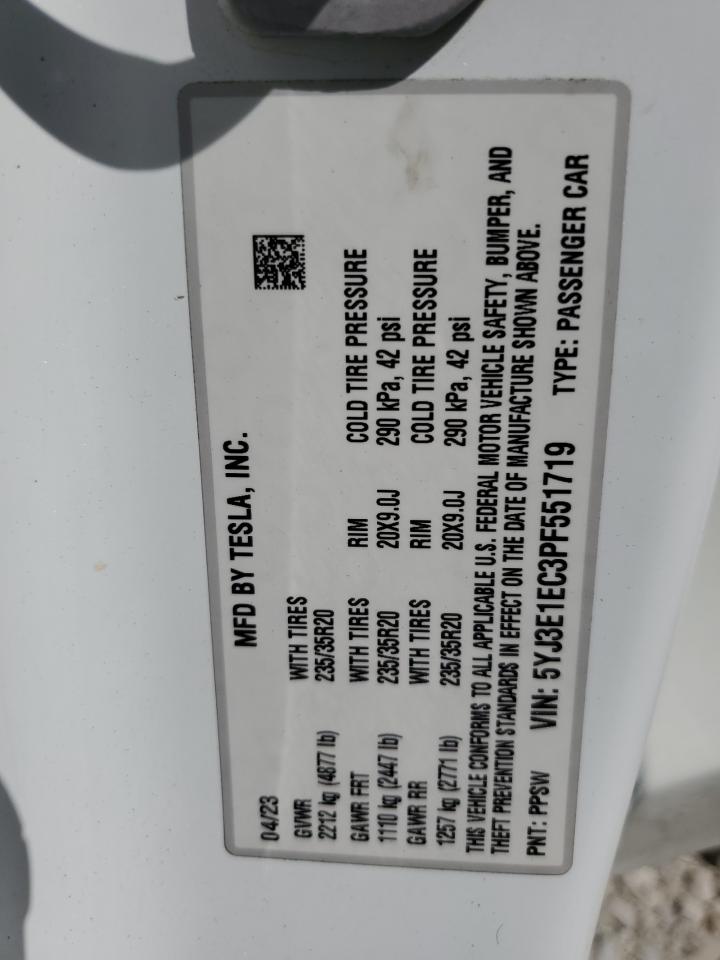 MFD BY TESLA, INC.
04/23
GVWR WITH TIRES
2212 kg (4877 lb) 235/35R20
GAWR FRT WITH TIRES RIM COLD TIRE PRESSURE
1110 kg (2447 lb) 235/35R20 20X9.0J 290 kPa, 42 psi
GAWR RR WITH TIRES RIM COLD TIRE PRESSURE
1257 kg (2771 lb) 235/35R20 20X9.0J 290 kPa, 42 psi
THIS VEHICLE CONFORMS TO ALL APPLICABLE U.S. FEDERAL MOTOR VEHICLE SAFETY, BUMPER, AND
THEFT PREVENTION STANDARDS IN EFFECT ON THE DATE OF MANUFACTURE SHOWN ABOVE.
PNT: PPSW VIN: 5YJ3E1EC3PF551719 TYPE: PASSENGER CAR